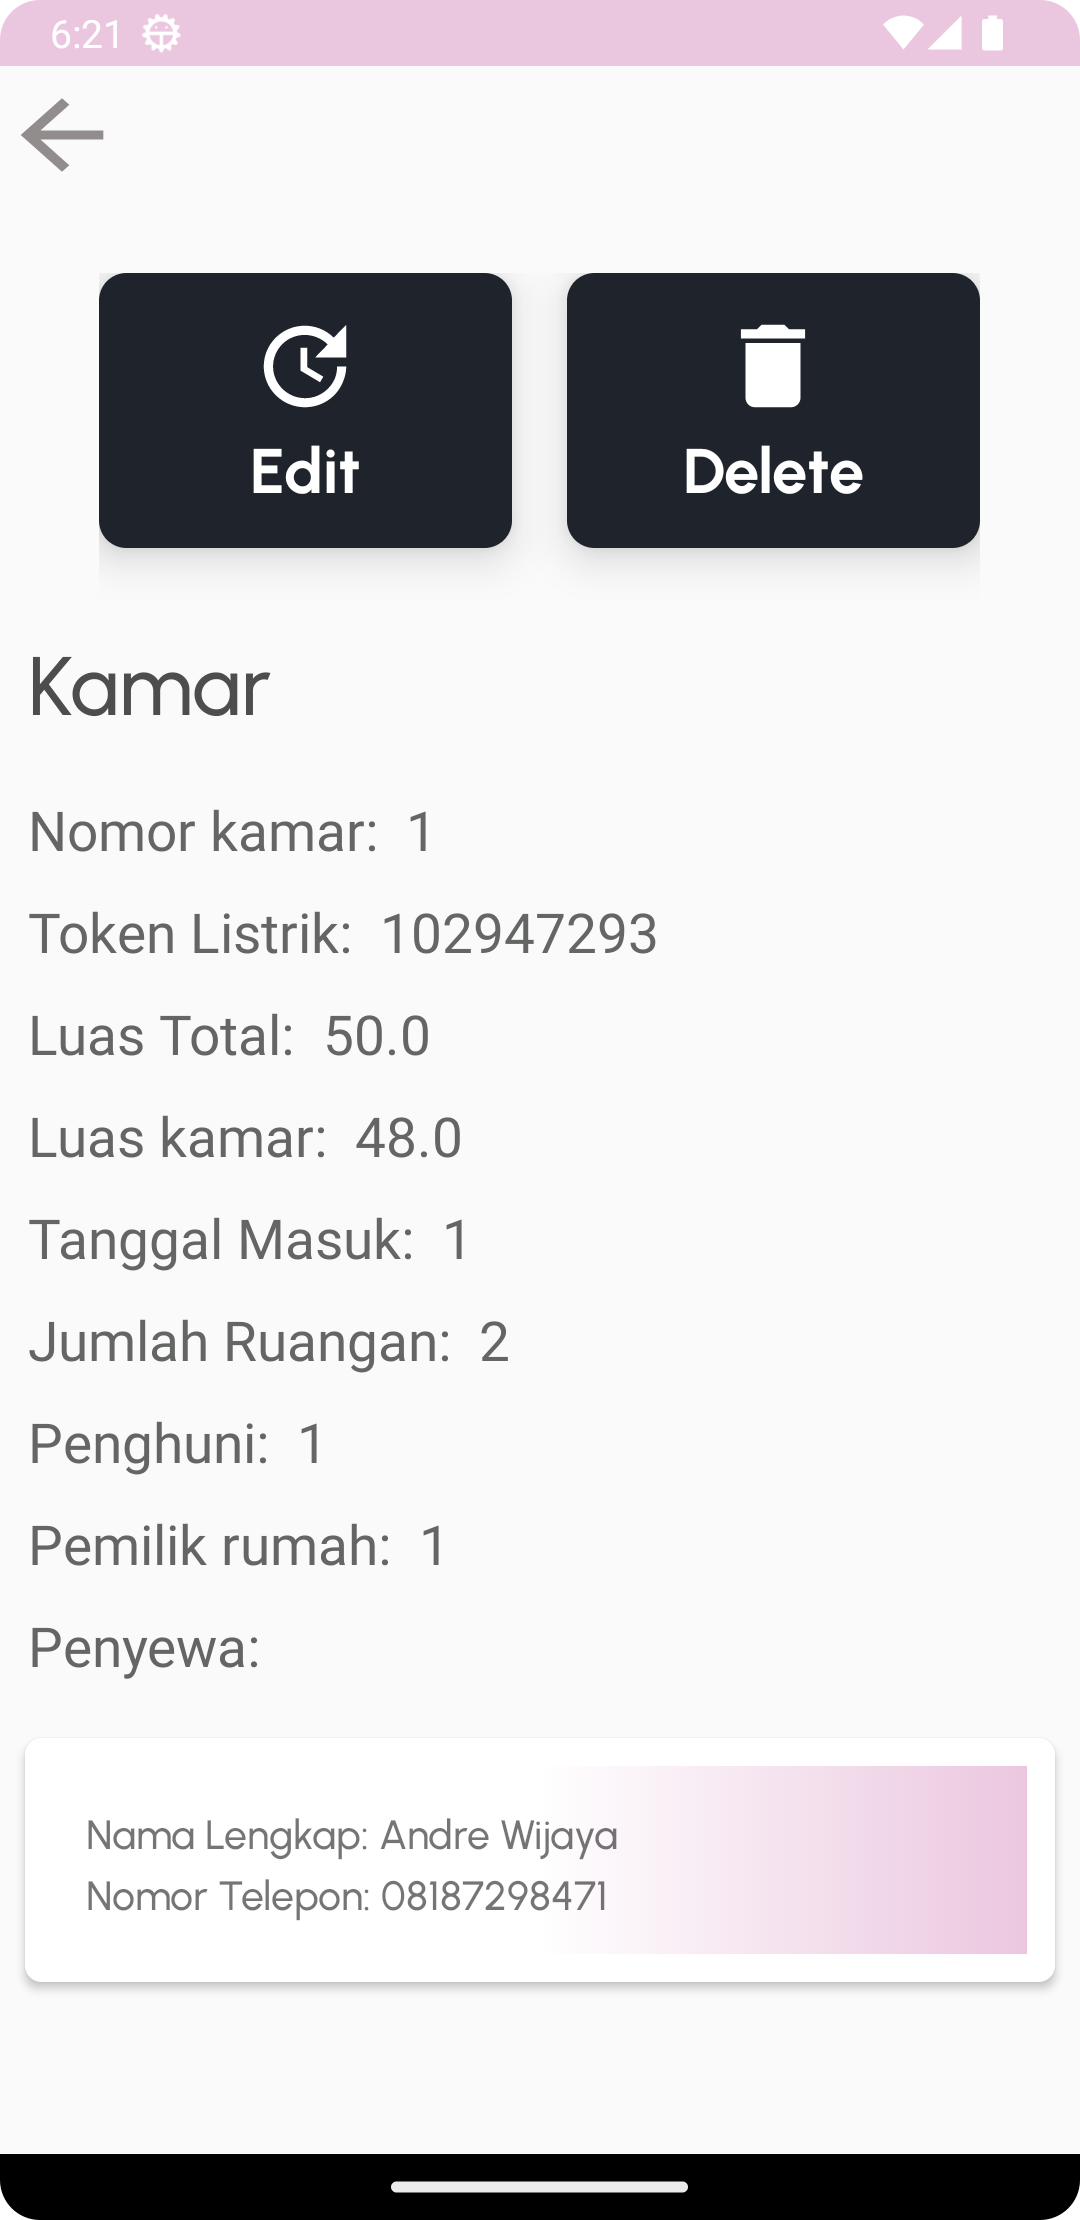 6:21
Edit
Delete
Kamar
Nomor kamar: 1
Token Listrik: 102947293
Luas Total: 50.0
Luas kamar: 48.0
Tanggal Masuk: 1
Jumlah Ruangan: 2
Penghuni: 1
Pemilik rumah: 1
Penyewa:
Nama Lengkap: Andre Wijaya
Nomor Telepon: 08187298471